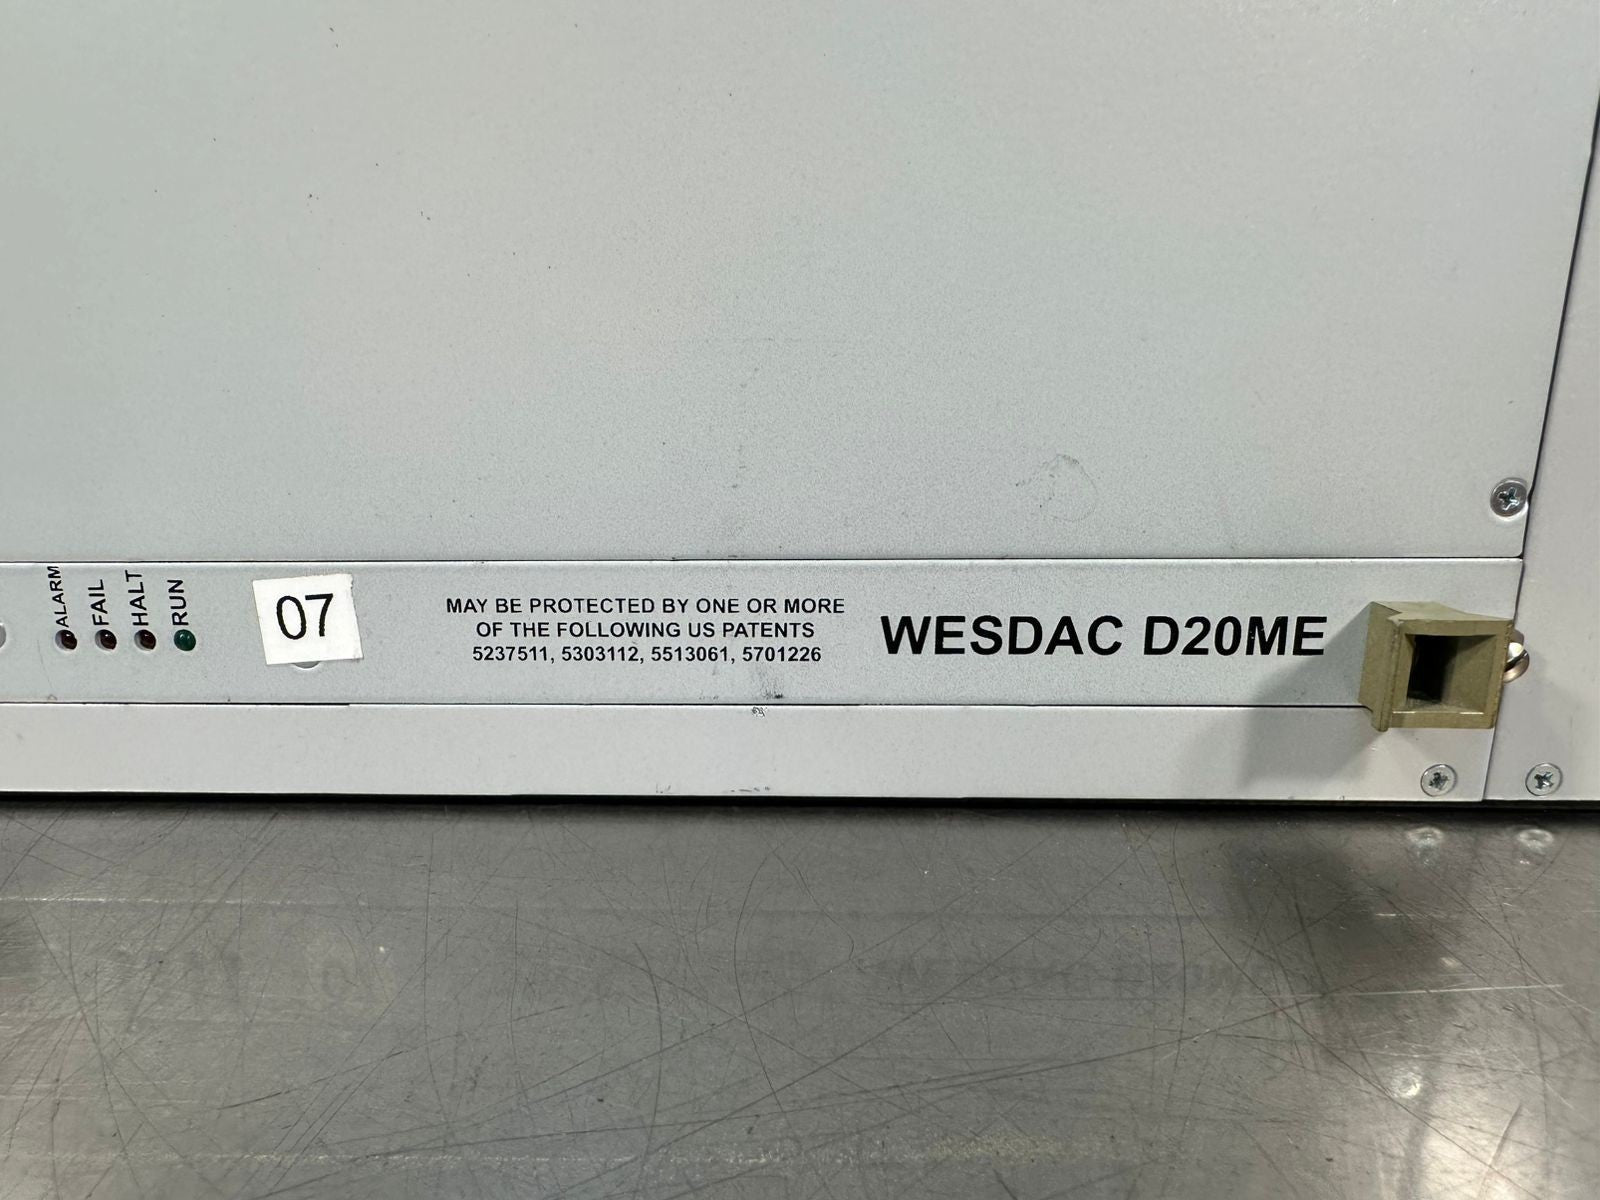 ALARM
FAIL
HALT
RUN
07
MAY BE PROTECTED BY ONE OR MORE
OF THE FOLLOWING US PATENTS
5237511, 5303112, 5513061, 5701226
WESDAC D20ME